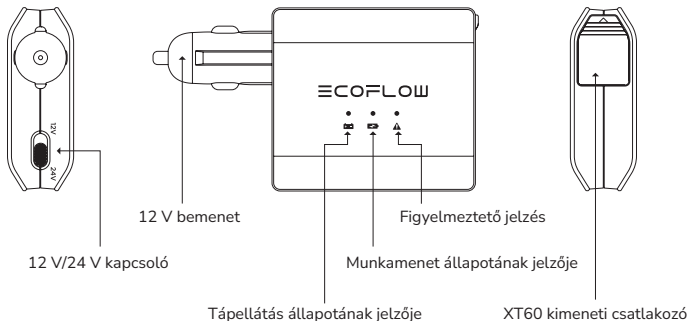 12V
24V
ECOFLOW
12 V bemenet
Figyelmeztető jelzés
12 V/24 V kapcsoló
Munkamenet állapotának jelzője
Tápellátás állapotának jelzője
XT60 kimeneti csatlakozó